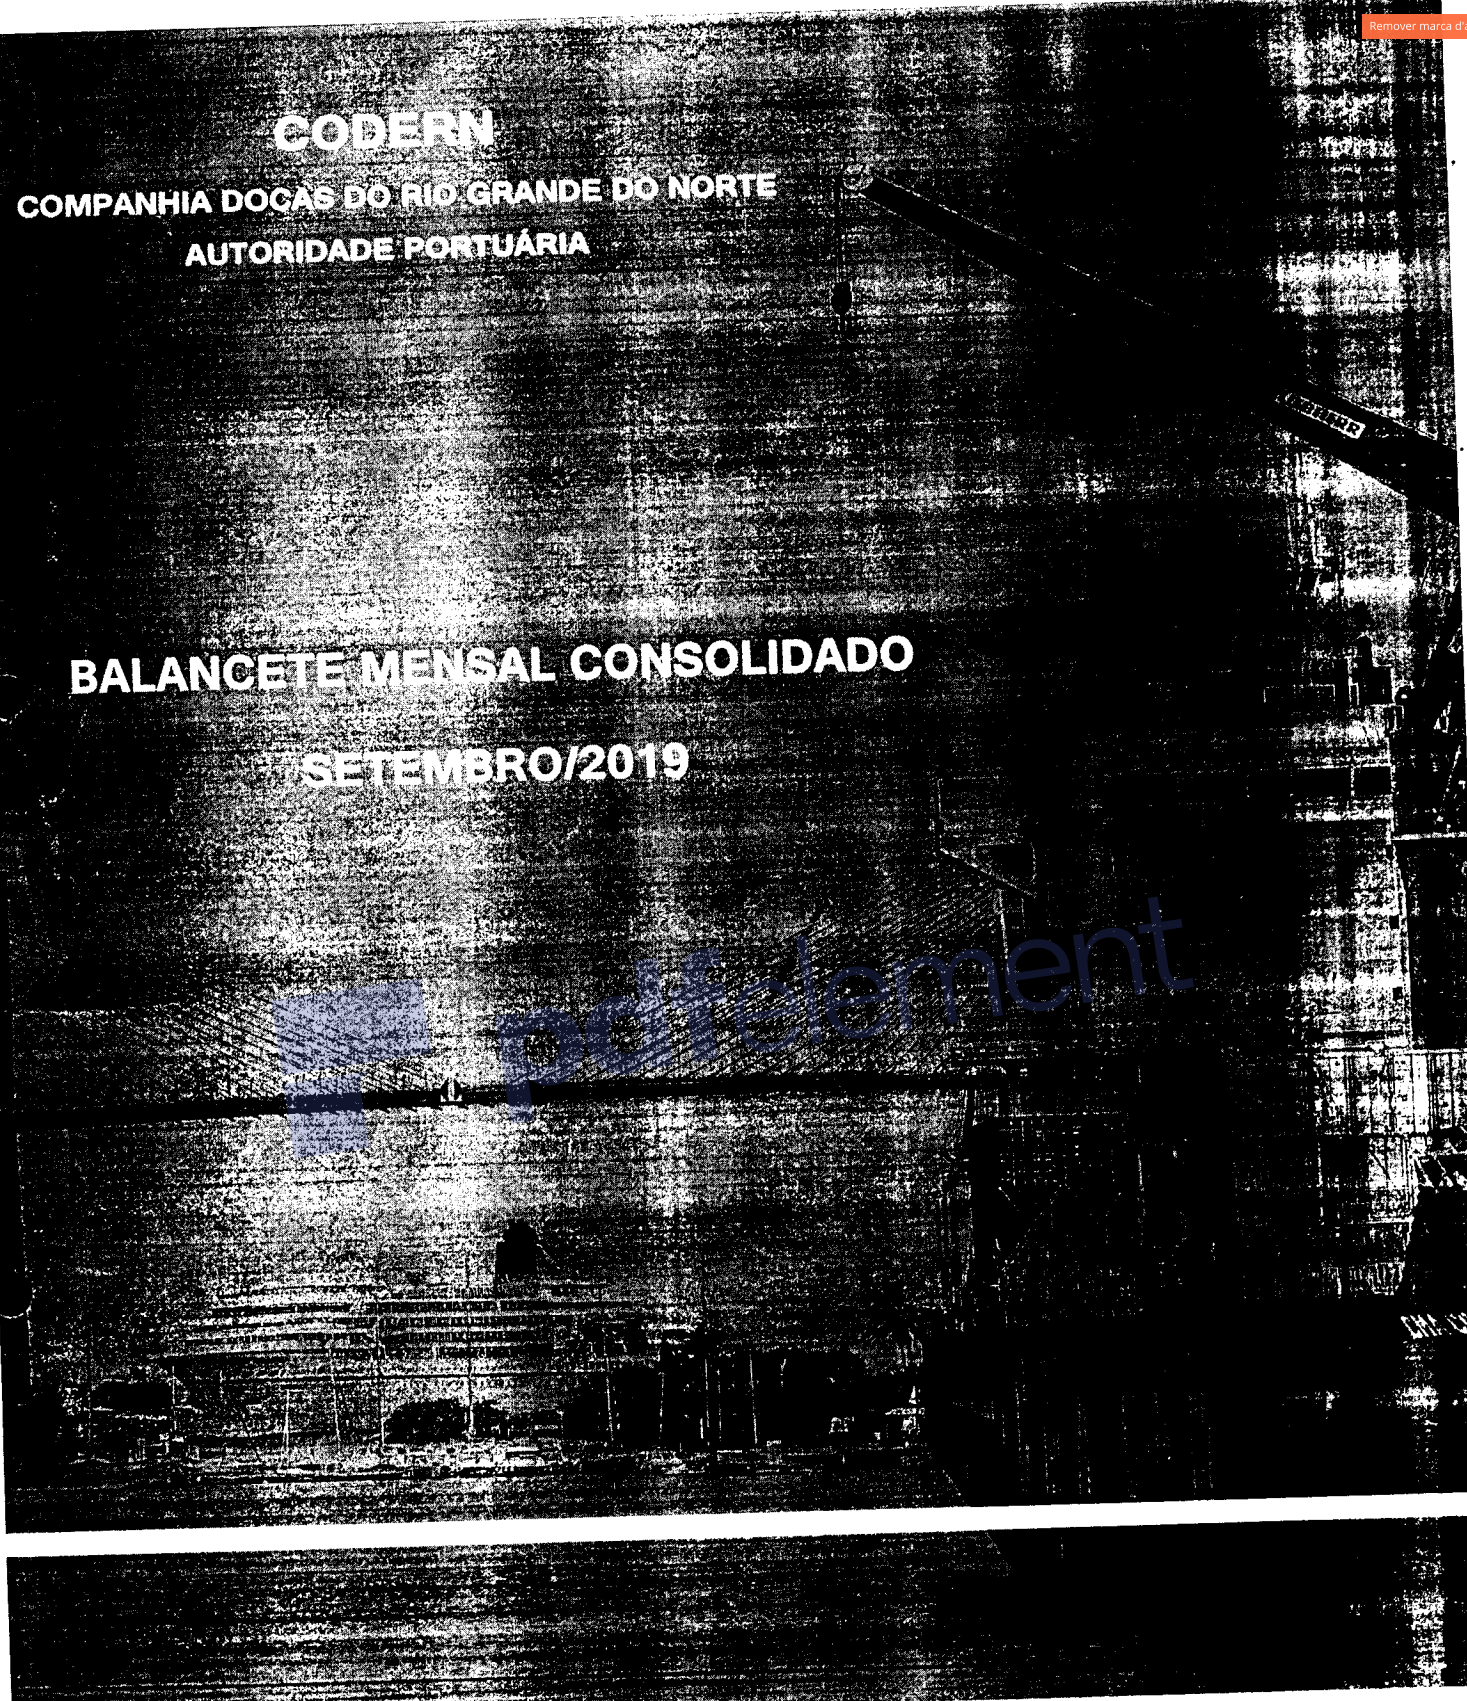 Remover marca d'á
CODERN
COMPANHIA DOCAS DO RIO GRANDE DO NORTE
AUTORIDADE PORTUÁRIA
BALANCETE MENSAL CONSOLIDADO
SETEMBRO/2019
pdfelement